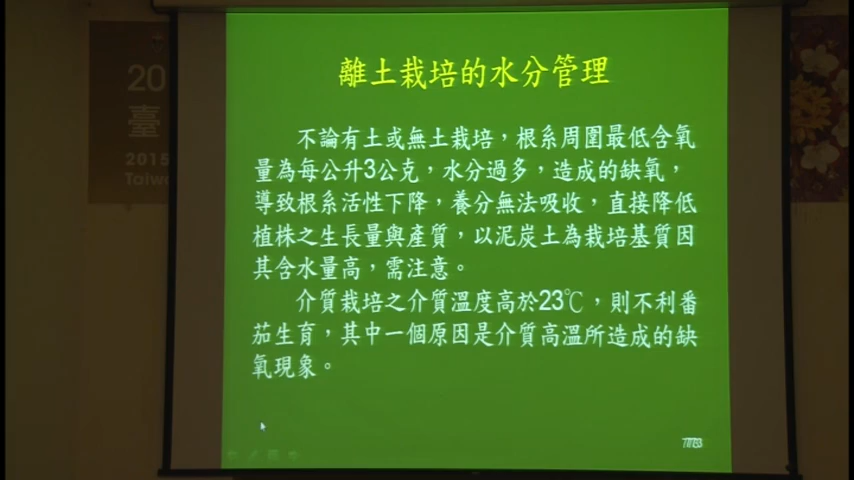 離土栽培的水分管理
不論有土或無土栽培，根系周圍最低含氧
量為每公升3公克，水分過多，造成的缺氧，
導致根系活性下降，養分無法吸收，直接降低
植株之生長量與產質，以泥炭土為栽培基質因
其含水量高，需注意。
介質栽培之介質溫度高於23℃，則不利番
茄生育，其中一個原因是介質高溫所造成的缺
氧現象。
20
臺
2015
Taiw